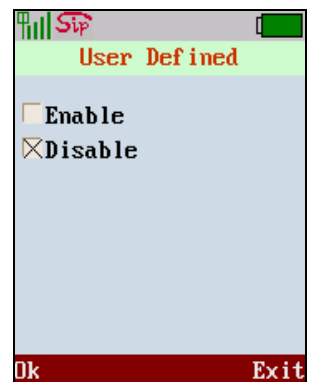 Sip
User Defined
Enable
Disable
Ok Exit